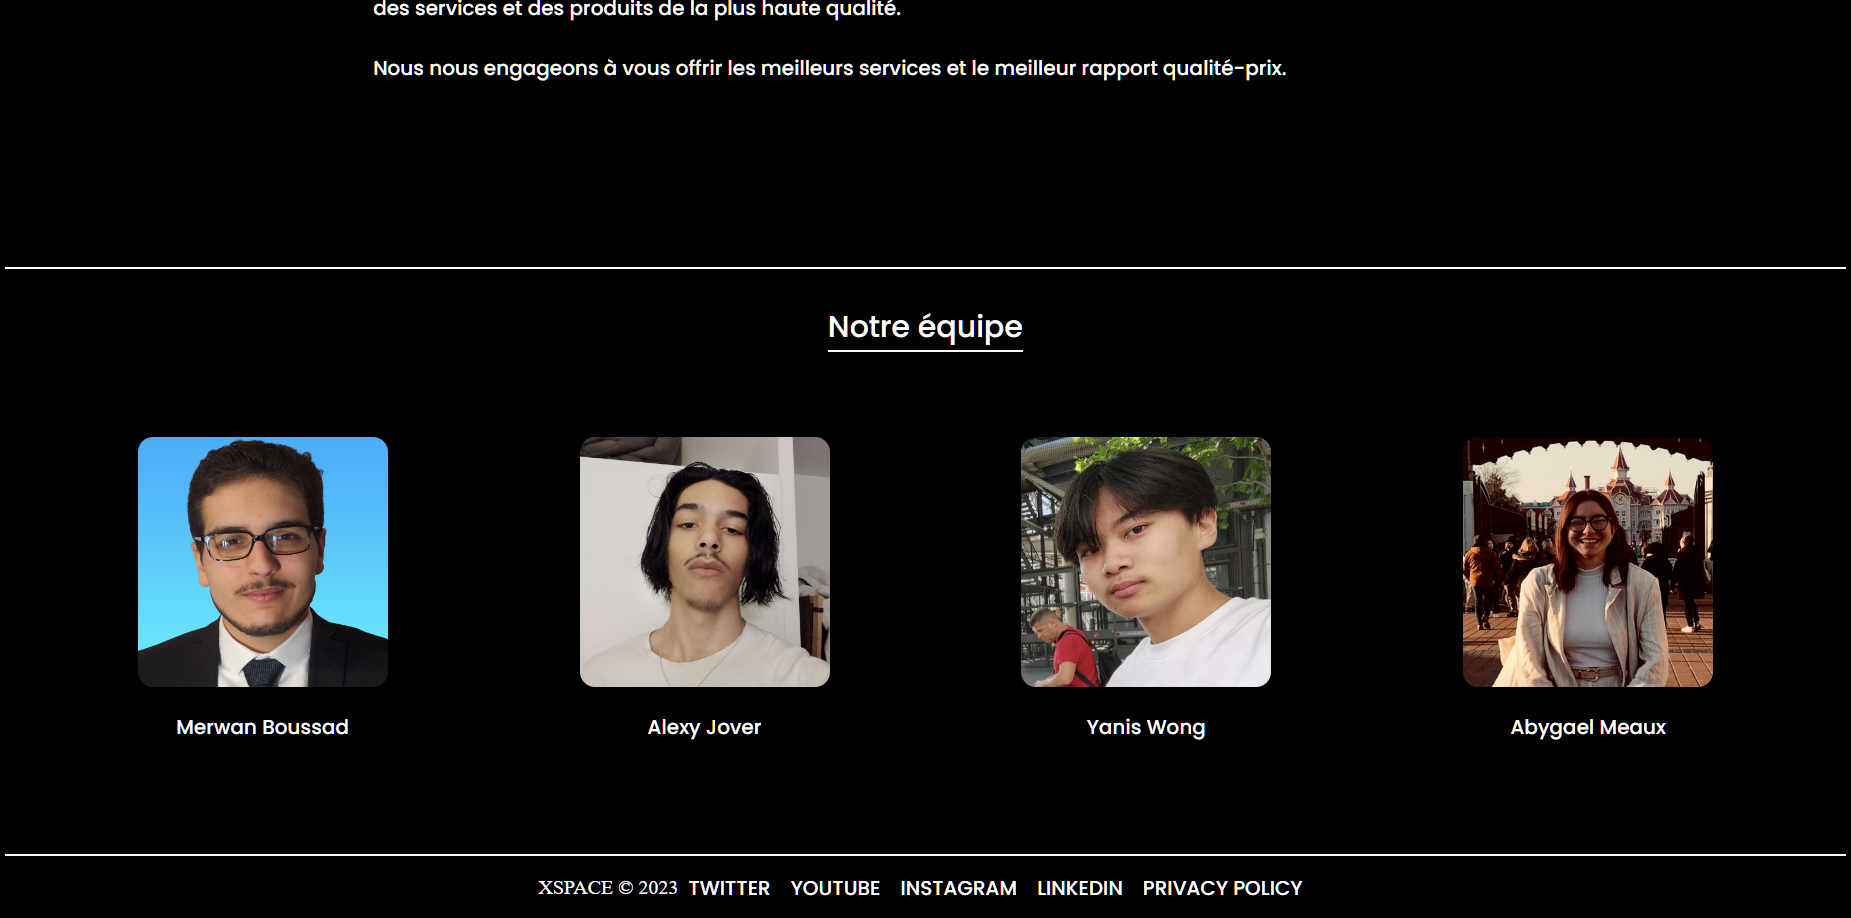 des services et des produits de la plus haute qualité.
Nous nous engageons à vous offrir les meilleurs services et le meilleur rapport qualité-prix.
Notre équipe
Merwan Boussad
Alexy Jover
Yanis Wong
Abygael Meaux
XSPACE © 2023 TWITTER YOUTUBE INSTAGRAM LINKEDIN PRIVACY POLICY